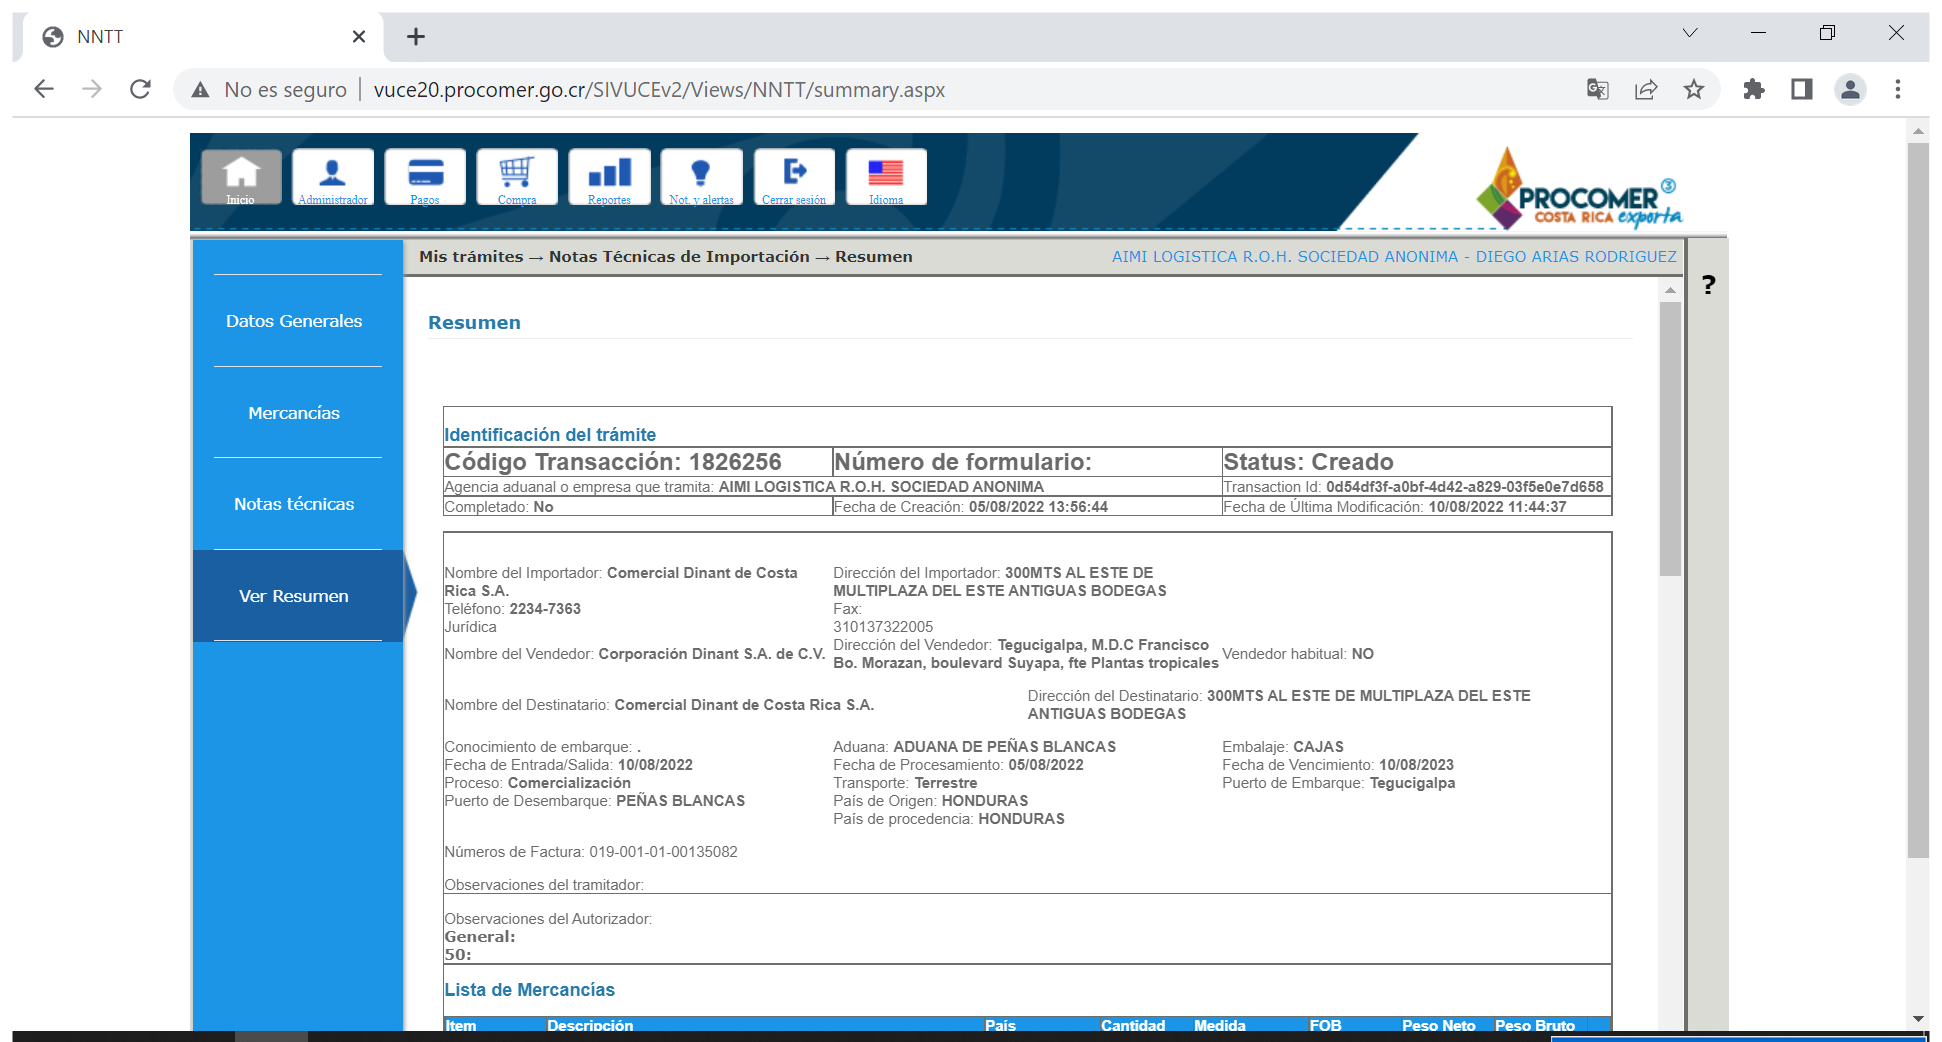 NNTT
No es seguro
vuce20.procomer.go.cr/SIVUCEv2/Views/NNTT/summary.aspx
Inicio
Administrador
Pagos
Compra
Reportes
Not. y alertas
Cerrar sesión
Idioma
PROCOMER
COSTA RICA exporta
Mis trámites → Notas Técnicas de Importación → Resumen
AIMI LOGISTICA R.O.H. SOCIEDAD ANONIMA - DIEGO ARIAS RODRIGUEZ
?
Datos Generales
Mercancías
Notas técnicas
Ver Resumen
Resumen
Identificación del trámite
Código Transacción: 1826256 Número de formulario: Status: Creado
Agencia aduanal o empresa que tramita: AIMI LOGISTICA R.O.H. SOCIEDAD ANONIMA Transaction Id: 0d54df3f-a0bf-4d42-a829-03f5e0e7d658
Completado: No Fecha de Creación: 05/08/2022 13:56:44 Fecha de Última Modificación: 10/08/2022 11:44:37
Nombre del Importador: Comercial Dinant de Costa
Rica S.A.
Dirección del Importador: 300MTS AL ESTE DE
MULTIPLAZA DEL ESTE ANTIGUAS BODEGAS
Teléfono: 2234-7363 Fax:
Jurídica 310137322005
Nombre del Vendedor: Corporación Dinant S.A. de C.V.
Dirección del Vendedor: Tegucigalpa, M.D.C Francisco
Bo. Morazan, boulevard Suyapa, fte Plantas tropicales
Vendedor habitual: NO
Nombre del Destinatario: Comercial Dinant de Costa Rica S.A.
Dirección del Destinatario: 300MTS AL ESTE DE MULTIPLAZA DEL ESTE
ANTIGUAS BODEGAS
Conocimiento de embarque: . Aduana: ADUANA DE PEÑAS BLANCAS Embalaje: CAJAS
Fecha de Entrada/Salida: 10/08/2022 Fecha de Procesamiento: 05/08/2022 Fecha de Vencimiento: 10/08/2023
Proceso: Comercialización Transporte: Terrestre Puerto de Embarque: Tegucigalpa
Puerto de Desembarque: PEÑAS BLANCAS País de Origen: HONDURAS
País de procedencia: HONDURAS
Números de Factura: 019-001-01-00135082
Observaciones del tramitador:
Observaciones del Autorizador:
General:
50:
Lista de Mercancías
Item Descripción País Cantidad Medida FOB Peso Neto Peso Bruto